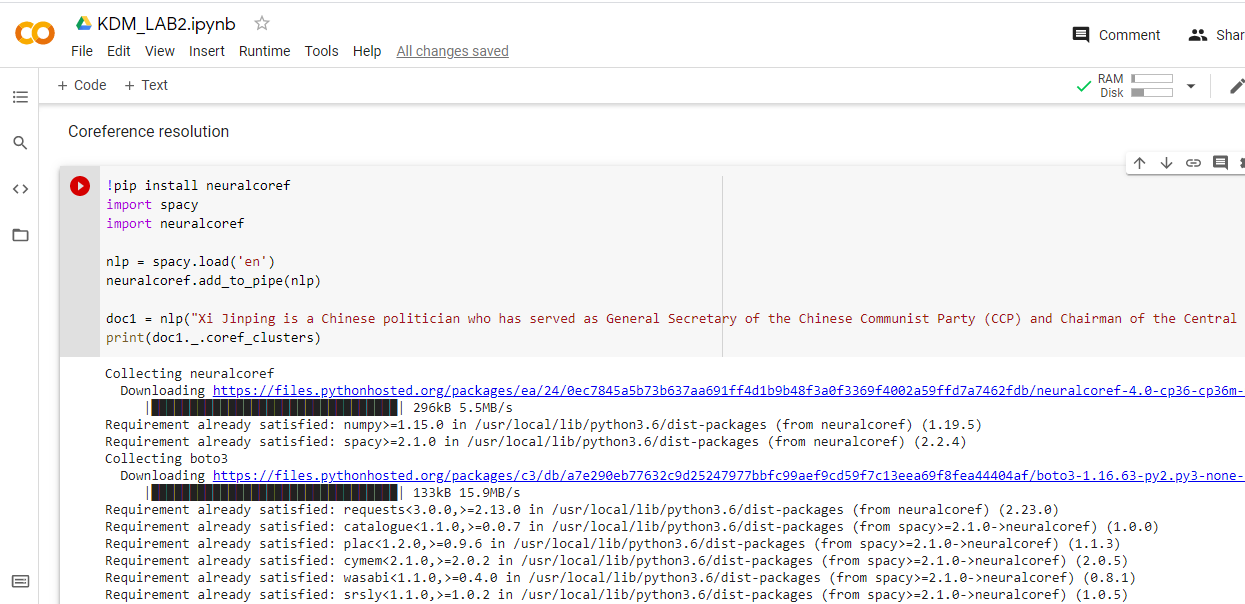 KDM_LAB2.ipynb
File Edit View Insert Runtime Tools Help All changes saved
Comment
Shar
+ Code + Text
RAM
Disk
Coreference resolution
!pip install neuralcoref
import spacy
import neuralcoref
nlp = spacy.load('en')
neuralcoref.add_to_pipe(nlp)
doc1 = nlp("Xi Jinping is a Chinese politician who has served as General Secretary of the Chinese Communist Party (CCP) and Chairman of the Central
print(doc1._.coref_clusters)
Collecting neuralcoref
Downloading https://files.pythonhosted.org/packages/ea/24/0ec7845a5b73b637aa691ff4d1b9b48f3a0f3369f4002a59ffd7a7462fdb/neuralcoref-4.0-cp36-cp36m-
| | 296kB 5.5MB/s
Requirement already satisfied: numpy>=1.15.0 in /usr/local/lib/python3.6/dist-packages (from neuralcoref) (1.19.5)
Requirement already satisfied: spacy>=2.1.0 in /usr/local/lib/python3.6/dist-packages (from neuralcoref) (2.2.4)
Collecting boto3
Downloading https://files.pythonhosted.org/packages/c3/db/a7e290eb77632c9d25247977bbfc99aef9cd59f7c13eea69f8fea44404af/boto3-1.16.63-py2.py3-none-
| | 133kB 15.9MB/s
Requirement already satisfied: requests<3.0.0,>=2.13.0 in /usr/local/lib/python3.6/dist-packages (from neuralcoref) (2.23.0)
Requirement already satisfied: catalogue<1.1.0,>=0.0.7 in /usr/local/lib/python3.6/dist-packages (from spacy>=2.1.0->neuralcoref) (1.0.0)
Requirement already satisfied: plac<1.2.0,>=0.9.6 in /usr/local/lib/python3.6/dist-packages (from spacy>=2.1.0->neuralcoref) (1.1.3)
Requirement already satisfied: cymem<2.1.0,>=2.0.2 in /usr/local/lib/python3.6/dist-packages (from spacy>=2.1.0->neuralcoref) (2.0.5)
Requirement already satisfied: wasabi<1.1.0,>=0.4.0 in /usr/local/lib/python3.6/dist-packages (from spacy>=2.1.0->neuralcoref) (0.8.1)
Requirement already satisfied: srsly<1.1.0,>=1.0.2 in /usr/local/lib/python3.6/dist-packages (from spacy>=2.1.0->neuralcoref) (1.0.5)